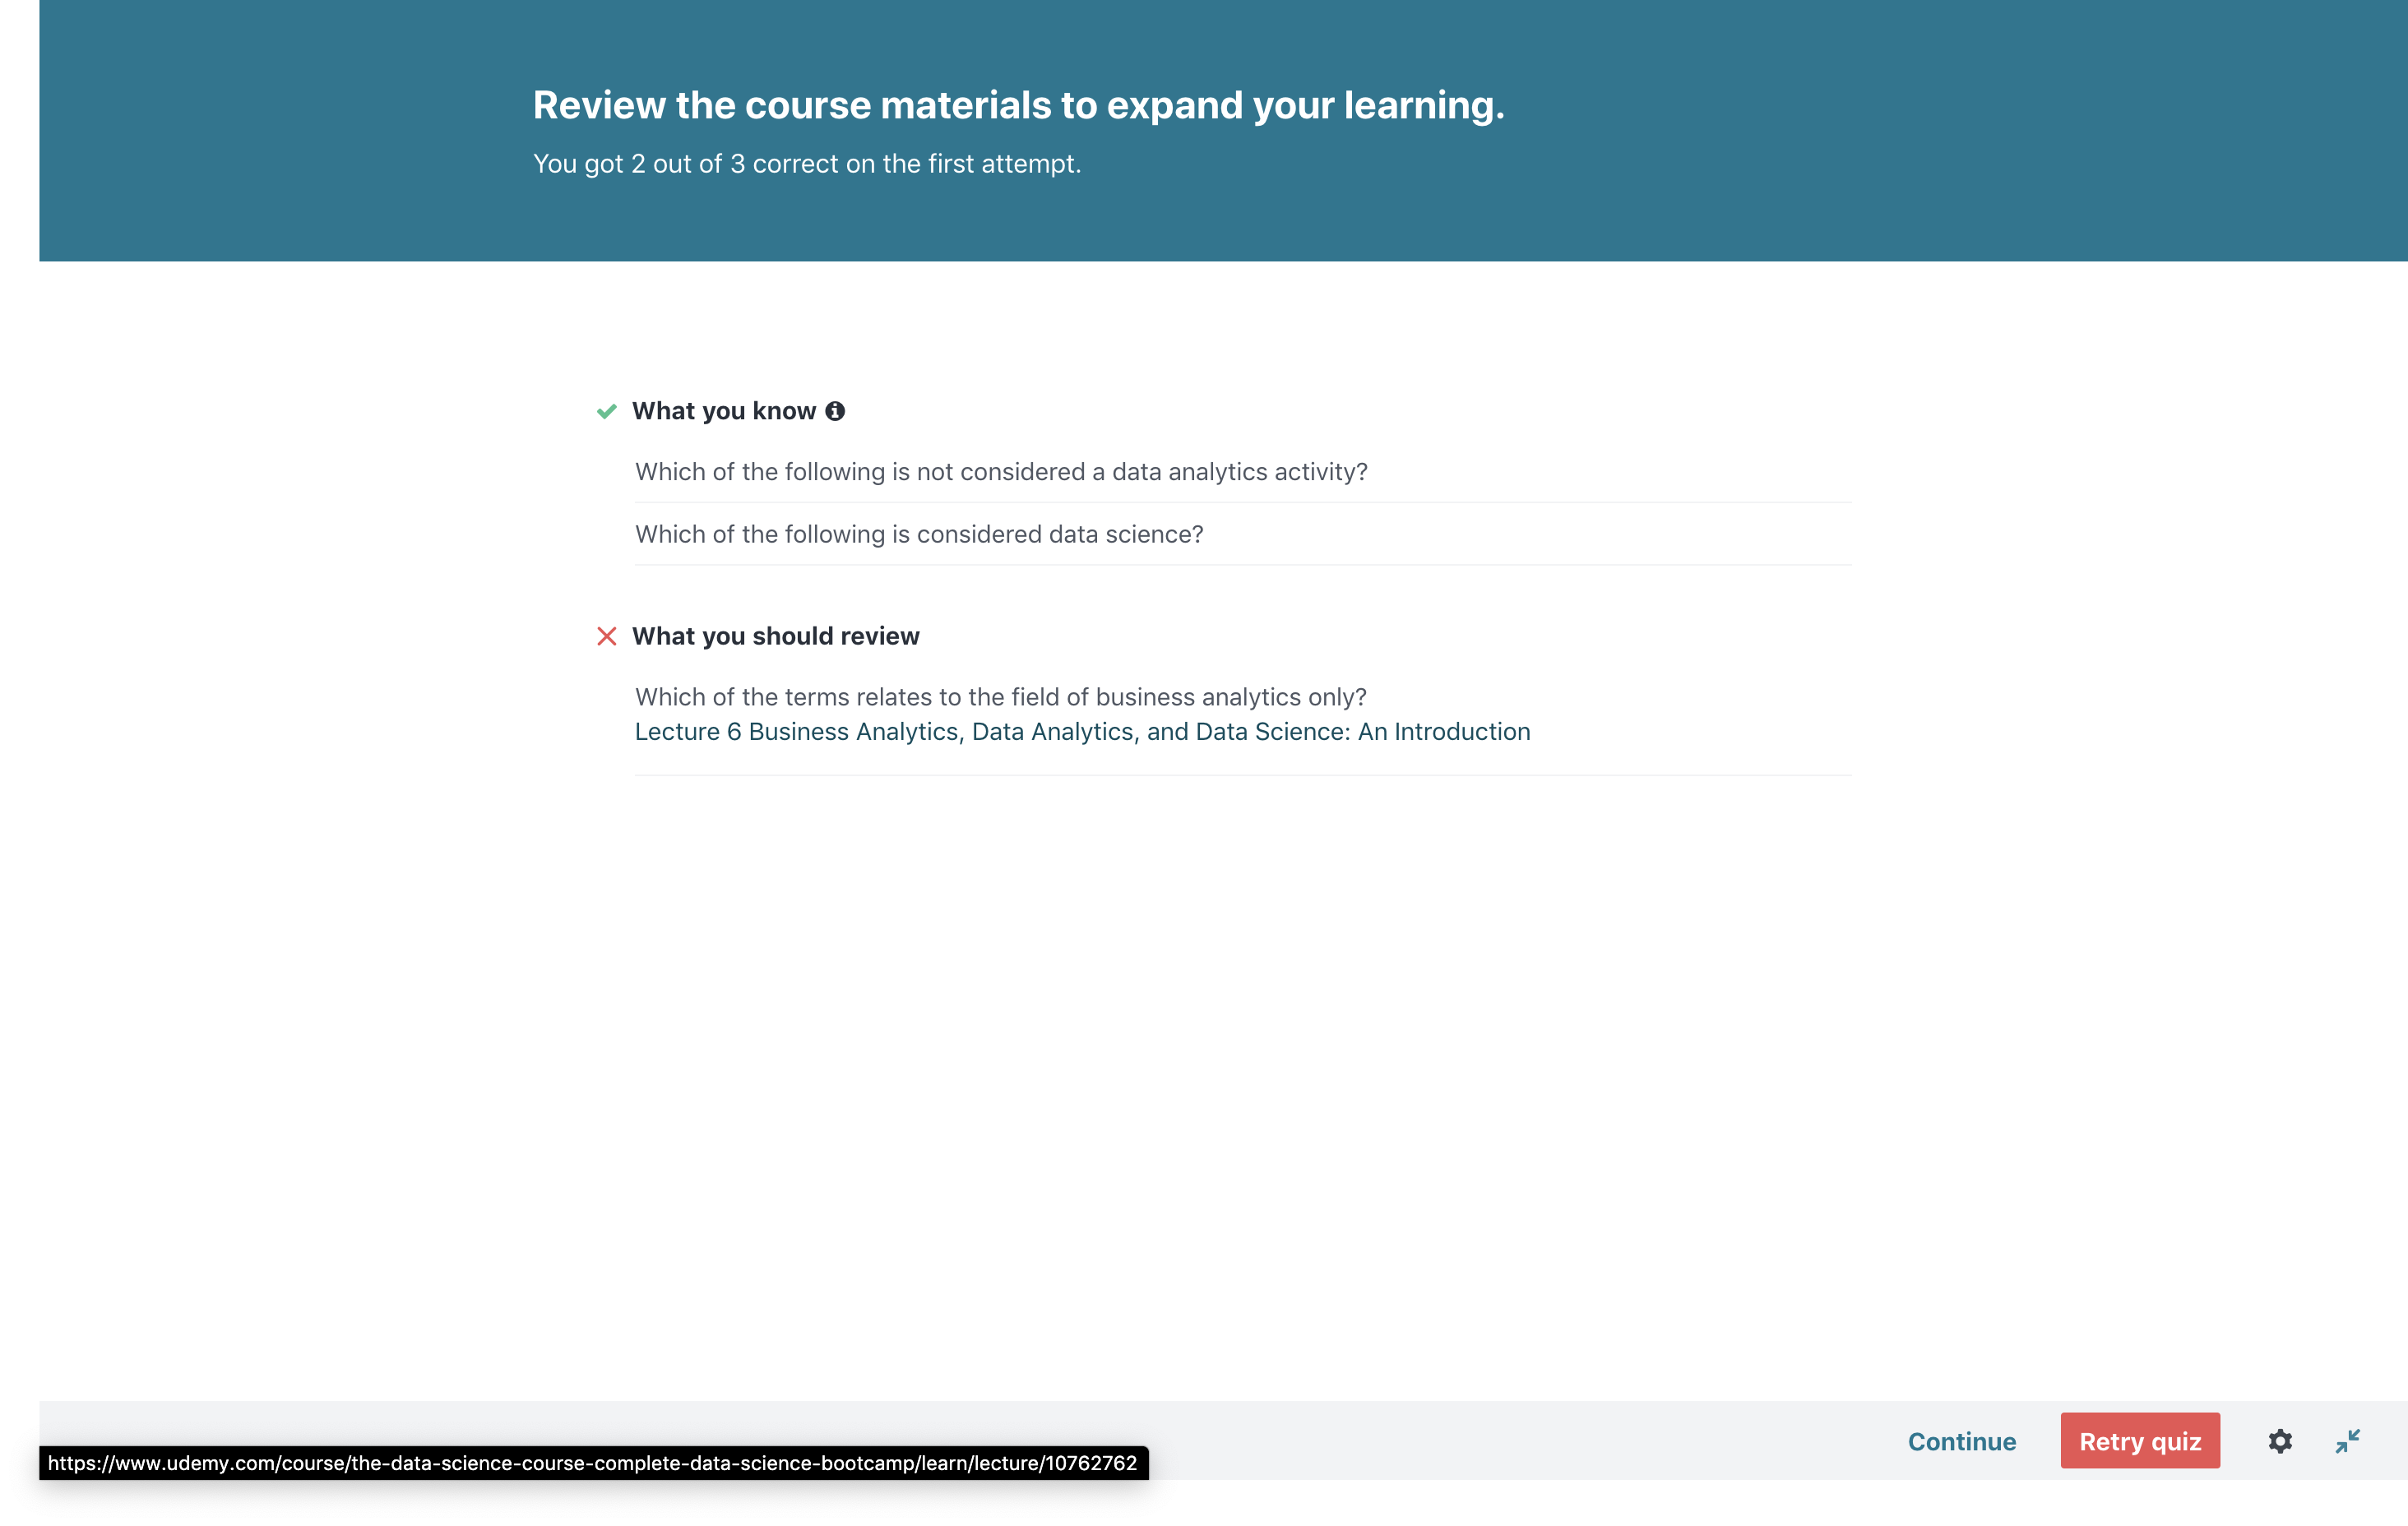 Review the course materials to expand your learning.
You got 2 out of 3 correct on the first attempt.
What you know
Which of the following is not considered a data analytics activity?
Which of the following is considered data science?
What you should review
Which of the terms relates to the field of business analytics only?
Lecture 6 Business Analytics, Data Analytics, and Data Science: An Introduction
Continue
Retry quiz
https://www.udemy.com/course/the-data-science-course-complete-data-science-bootcamp/learn/lecture/10762762